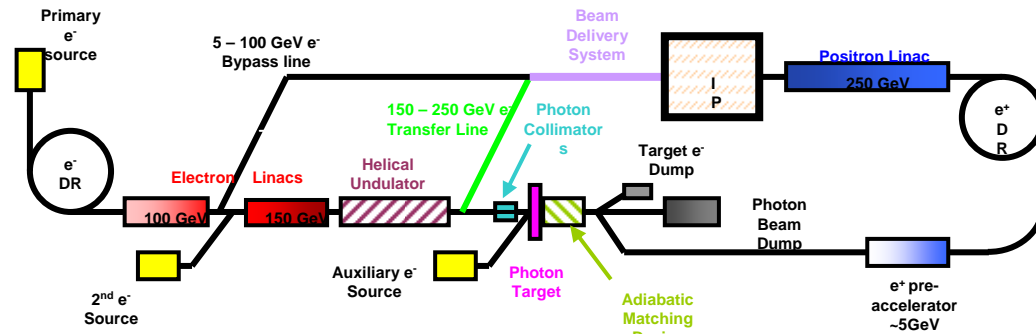 Primary
e-
source
5 – 100 GeV e-
Bypass line
Beam
Delivery
System
I
P
Positron Linac
250 GeV
e+
D
R
150 – 250 GeV e-
Transfer Line
Photon
Collimator
s
e-
DR
Electron Linacs
100 GeV
150 GeV
Helical
Undulator
Target e-
Dump
Photon
Beam
Dump
2nd e-
Source
Auxiliary e-
Source
Photon
Target
Adiabatic
Matching
e+ pre-
accelerator
~5GeV